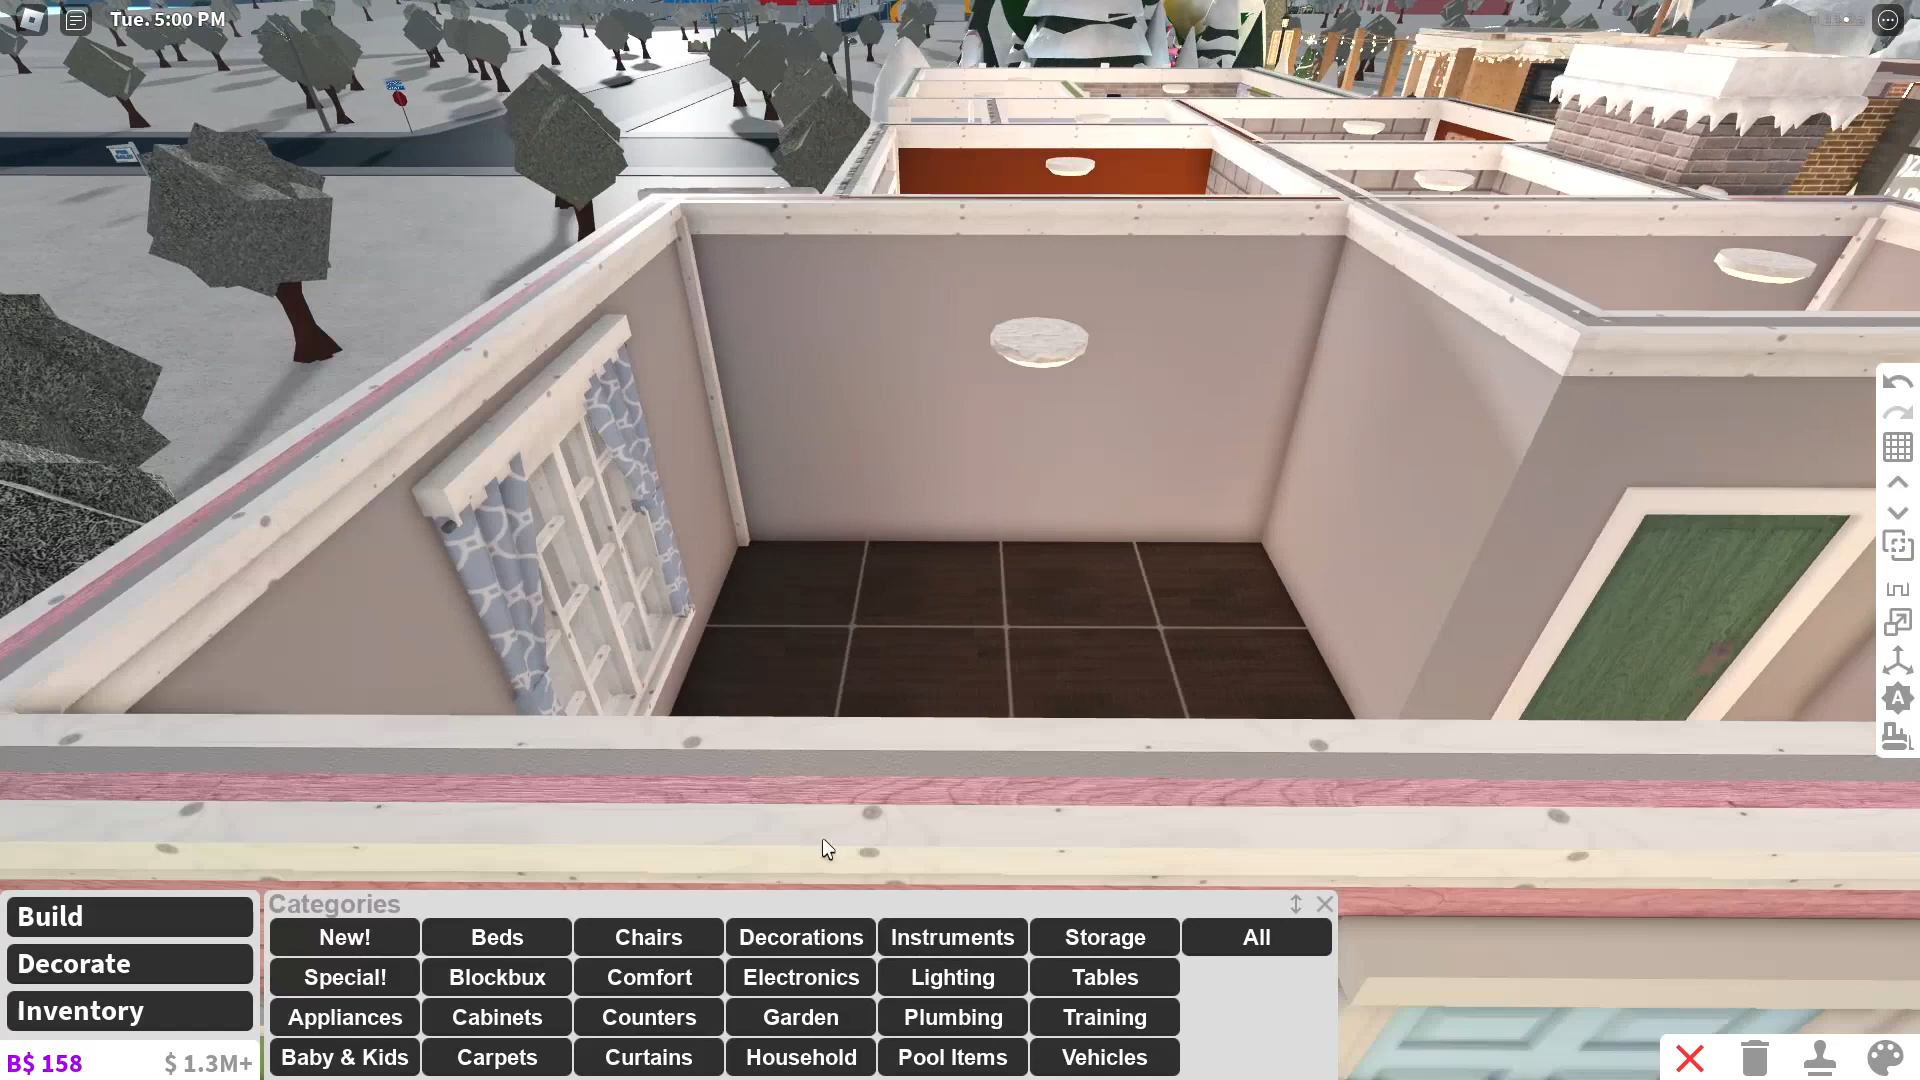 Tue. 5:00 PM
Build
Decorate
Inventory
B$ 158
$ 1.3M+
Categories
New! Beds Chairs Decorations Instruments Storage All
Special! Blockbux Comfort Electronics Lighting Tables
Appliances Cabinets Counters Garden Plumbing Training
Baby & Kids Carpets Curtains Household Pool Items Vehicles
A